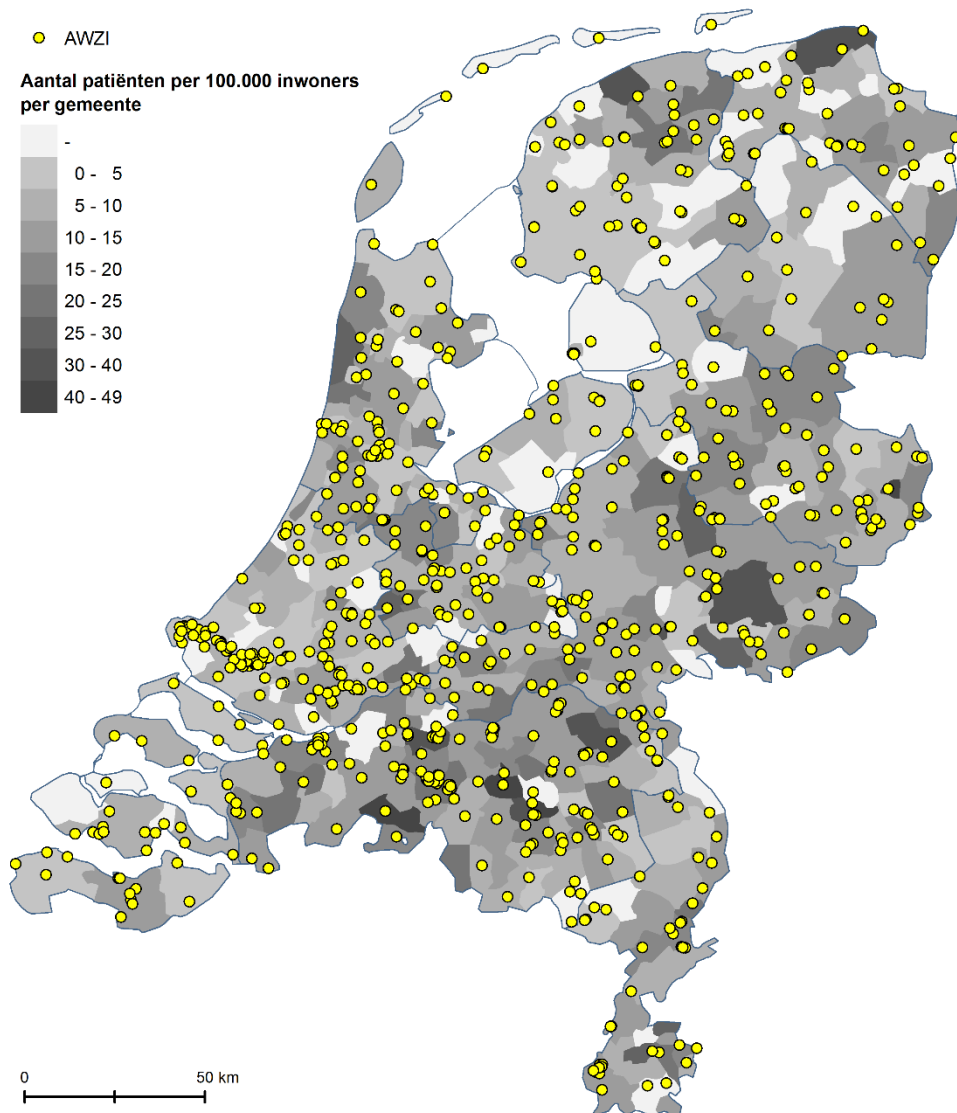 AWZI
Aantal patiënten per 100.000 inwoners
per gemeente
-
0 - 5
5 - 10
10 - 15
15 - 20
20 - 25
25 - 30
30 - 40
40 - 49
0 50 km